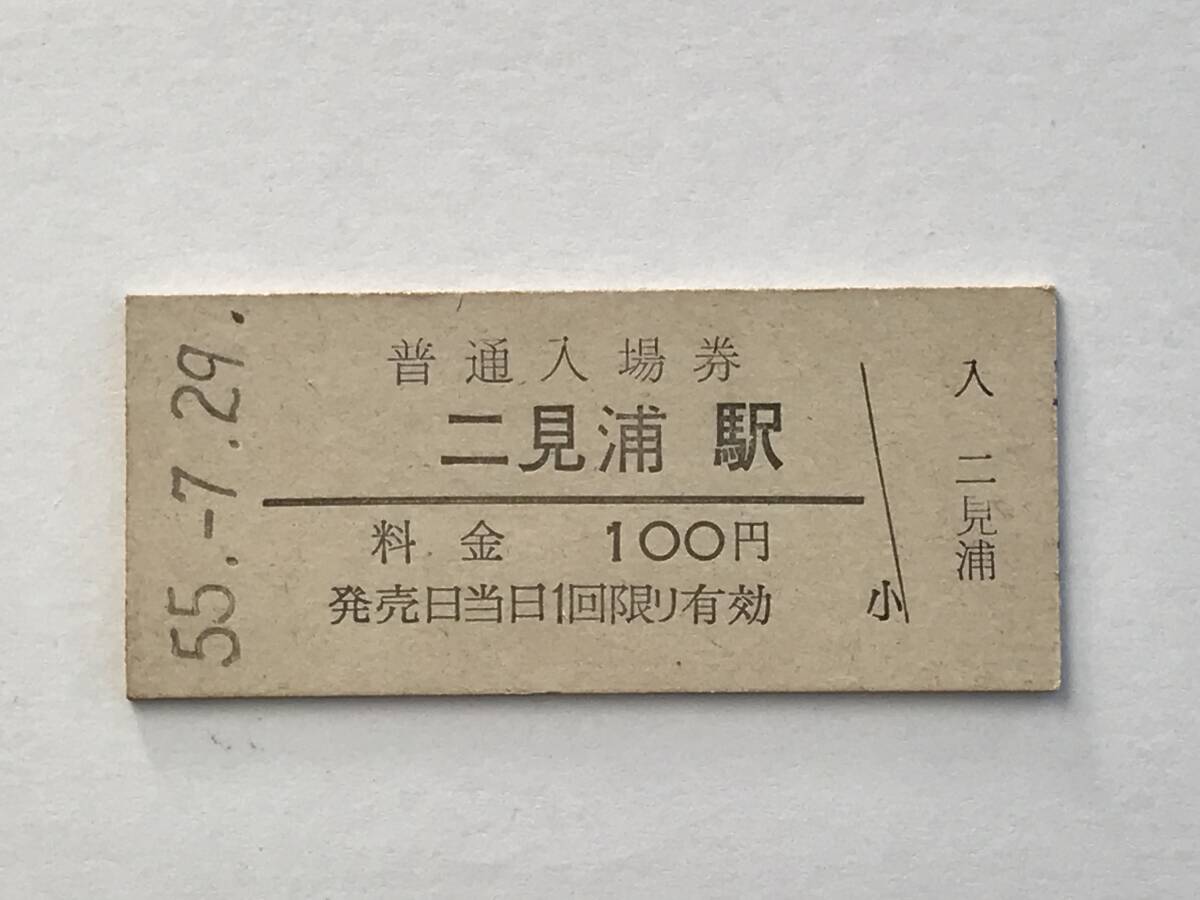 55.-7.29.
普通入場券
二見浦 駅
料金 100円
発売日当日1回限り有効
小
入
二見浦